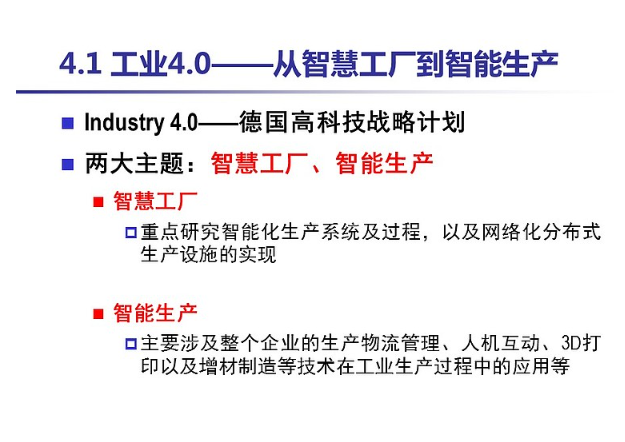 4.1 工业4.0——从智慧工厂到智能生产
Industry 4.0——德国高科技战略计划
两大主题：智慧工厂、智能生产
智慧工厂
重点研究智能化生产系统及过程，以及网络化分布式
生产设施的实现
智能生产
主要涉及整个企业的生产物流管理、人机互动、3D打
印以及增材制造等技术在工业生产过程中的应用等